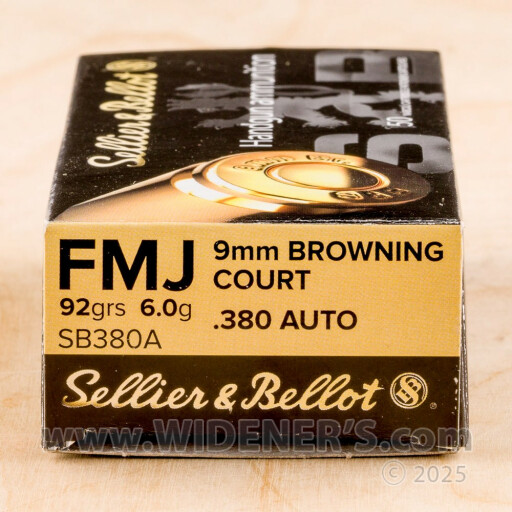 Sellier & Bellot
Handgun ammunition
50
S&B
FMJ
9mm BROWNING
COURT
92grs 6.0g
.380 AUTO
SB380A
Sellier & Bellot
S&B ®
www.WIDENER'S.com
© 2025